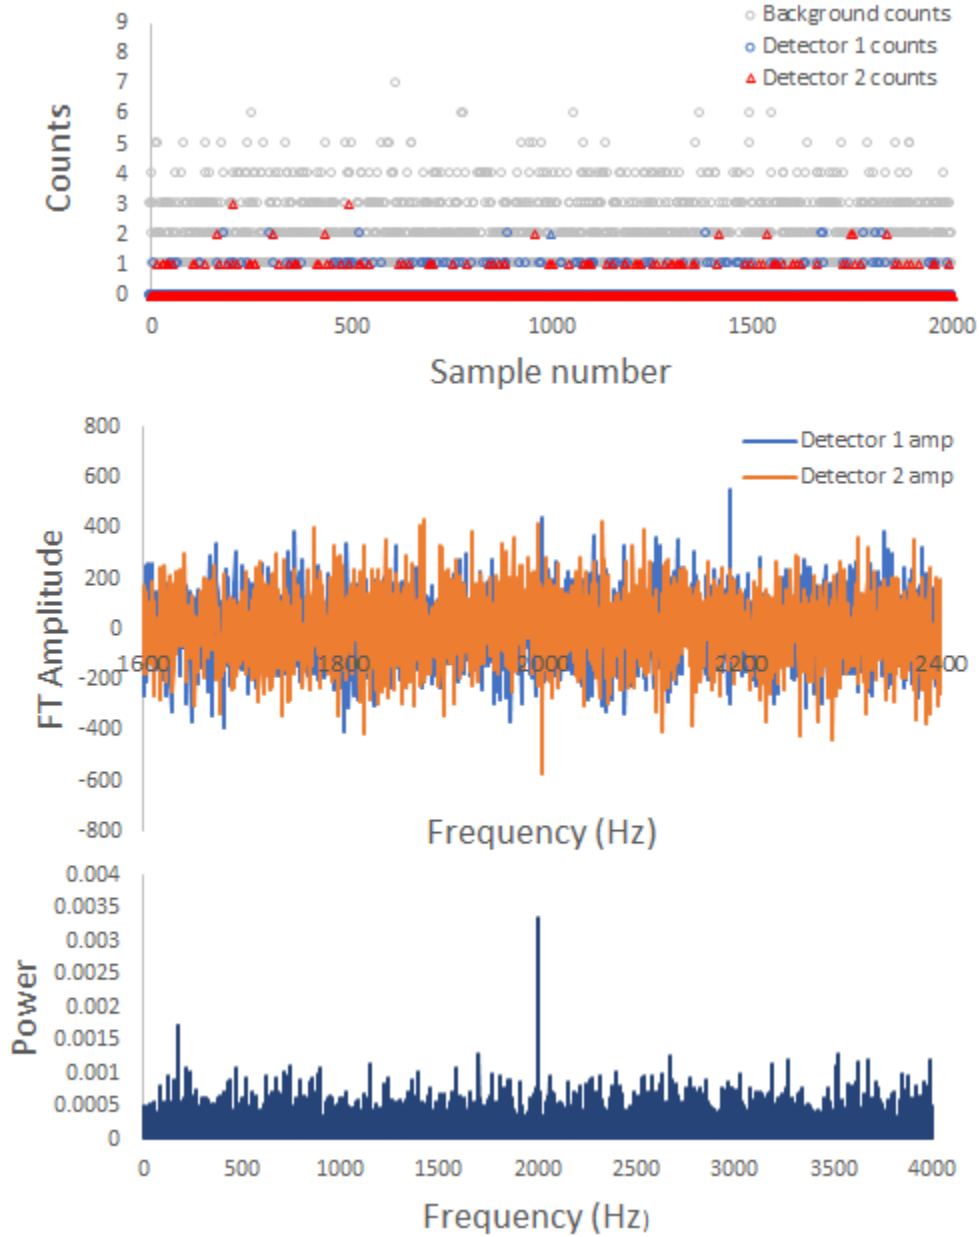 9
8
7
6
5
4
3
2
1
0
Counts
Background counts
Detector 1 counts
Detector 2 counts
0 500 1000 1500 2000
Sample number
800
600
400
200
0
-200
-400
-600
-800
FT Amplitude
Detector 1 amp
Detector 2 amp
1600 1800 2000 2200 2400
Frequency (Hz)
0.004
0.0035
0.003
0.0025
0.002
0.0015
0.001
0.0005
0
Power
0 500 1000 1500 2000 2500 3000 3500 4000
Frequency (Hz)